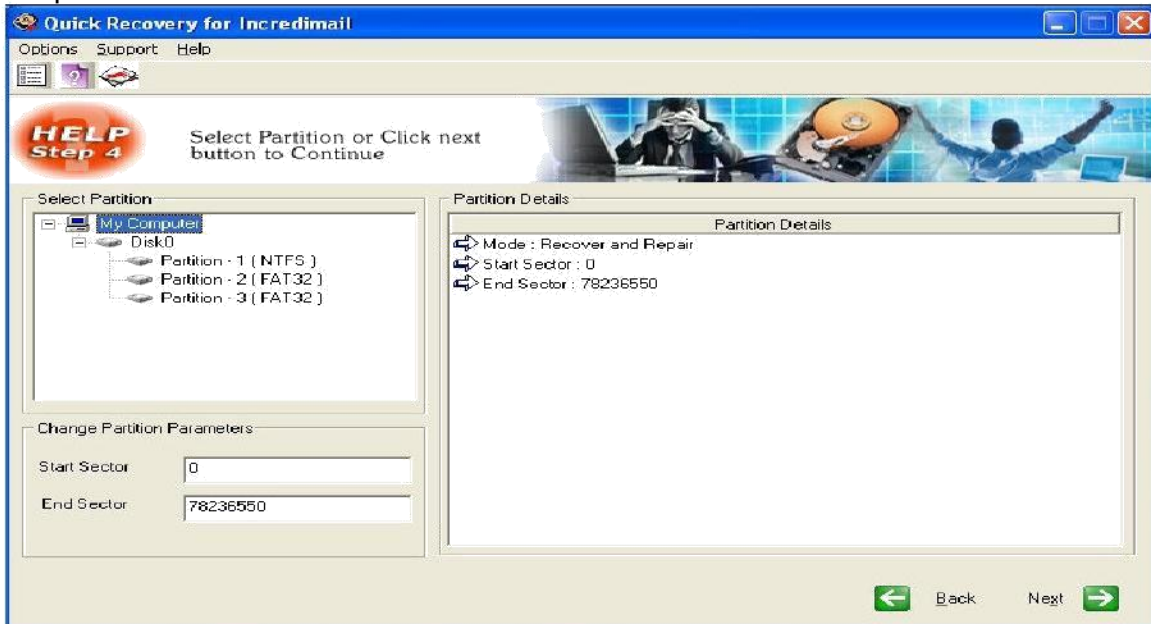 Quick Recovery for Incredimail
Options Support Help
HELP
Step 4
Select Partition or Click next
button to Continue
Select Partition
My Computer
Disk0
Partition - 1 ( NTFS )
Partition - 2 ( FAT32 )
Partition - 3 ( FAT32 )
Partition Details
Partition Details
Mode : Recover and Repair
Start Sector : 0
End Sector : 78236550
Change Partition Parameters
Start Sector 0
End Sector 78236550
Back Next